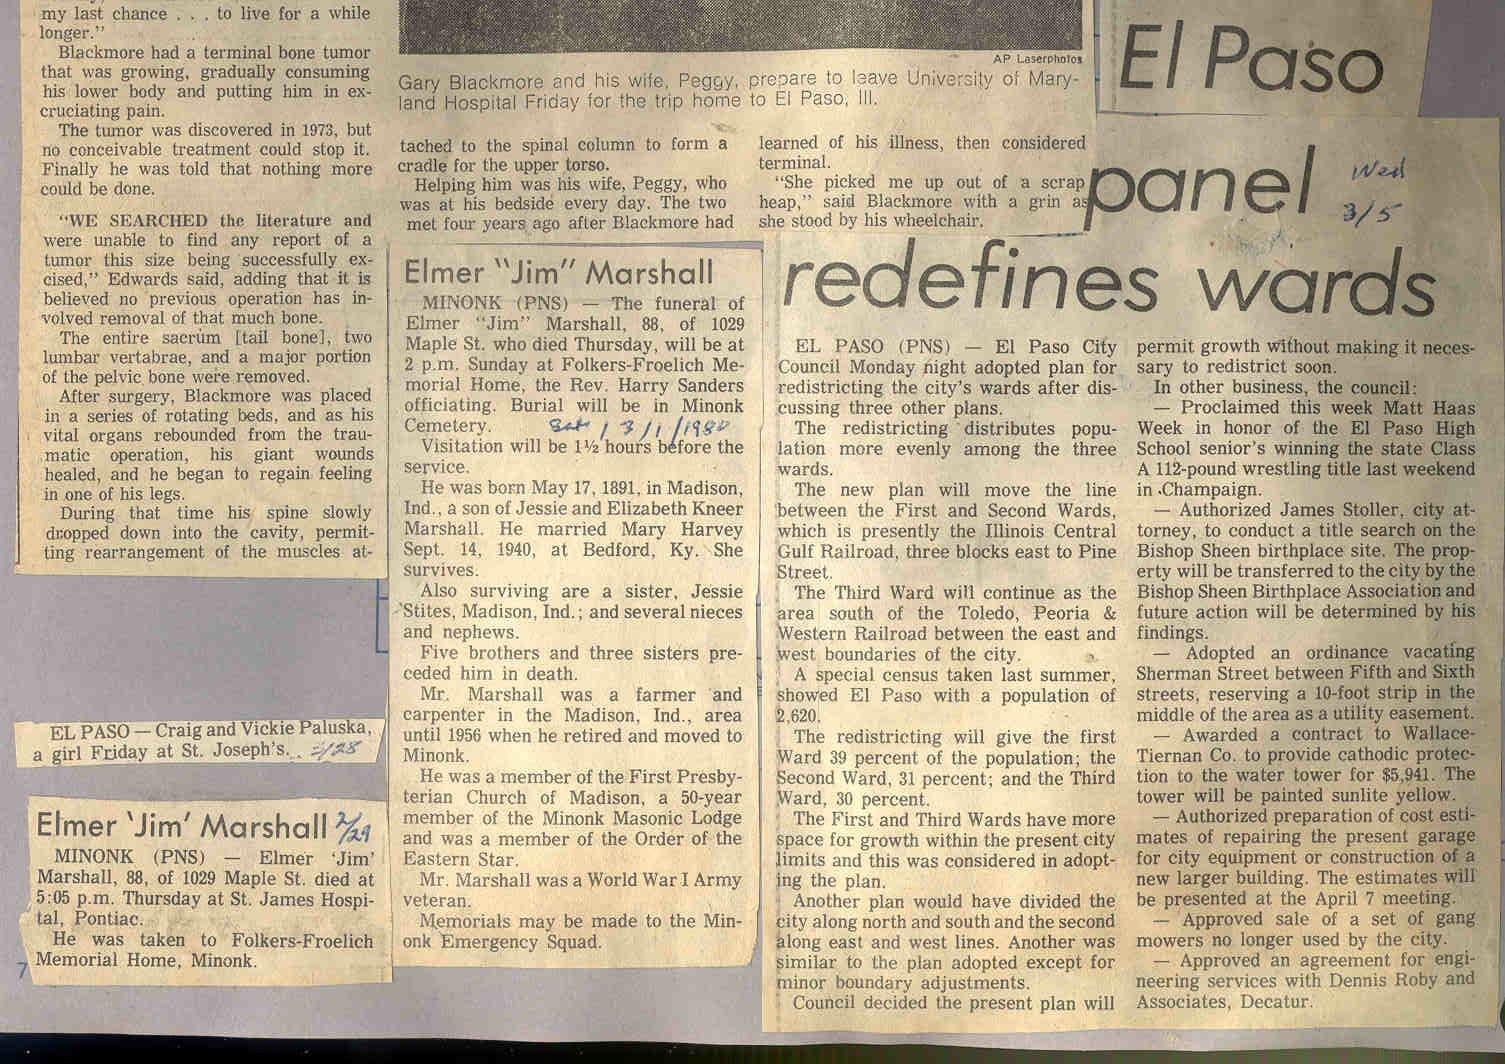 my last chance . . . to live for a while
longer."
Blackmore had a terminal bone tumor
that was growing, gradually consuming
his lower body and putting him in ex-
cruciating pain.
The tumor was discovered in 1973, but
no conceivable treatment could stop it.
Finally he was told that nothing more
could be done.
"WE SEARCHED the literature and
were unable to find any report of a
tumor this size being successfully ex-
cised," Edwards said, adding that it is
believed no previous operation has in-
volved removal of that much bone.
The entire sacrum [tail bone], two
lumbar vertabrae, and a major portion
of the pelvic bone were removed.
After surgery, Blackmore was placed
in a series of rotating beds, and as his
vital organs rebounded from the trau-
matic operation, his giant wounds
healed, and he began to regain feeling
in one of his legs.
During that time his spine slowly
dropped down into the cavity, permit-
ting rearrangement of the muscles at-
AP Laserphotos
Gary Blackmore and his wife, Peggy, prepare to leave University of Mary-
land Hospital Friday for the trip home to El Paso, Ill.
tached to the spinal column to form a
cradle for the upper torso.
Helping him was his wife, Peggy, who
was at his bedside every day. The two
met four years ago after Blackmore had
learned of his illness, then considered
terminal.
"She picked me up out of a scrap
heap," said Blackmore with a grin as
she stood by his wheelchair.
EL PASO — Craig and Vickie Paluska,
a girl Friday at St. Joseph's. 2/28
Elmer 'Jim' Marshall 2/29
MINONK (PNS) — Elmer 'Jim'
Marshall, 88, of 1029 Maple St. died at
5:05 p.m. Thursday at St. James Hospi-
tal, Pontiac.
He was taken to Folkers-Froelich
Memorial Home, Minonk.
7
Elmer "Jim" Marshall
MINONK (PNS) — The funeral of
Elmer "Jim" Marshall, 88, of 1029
Maple St. who died Thursday, will be at
2 p.m. Sunday at Folkers-Froelich Me-
morial Home, the Rev. Harry Sanders
officiating. Burial will be in Minonk
Cemetery. Sat 3/1/1980
Visitation will be 1½ hours before the
service.
He was born May 17, 1891, in Madison,
Ind., a son of Jessie and Elizabeth Kneer
Marshall. He married Mary Harvey
Sept. 14, 1940, at Bedford, Ky. She
survives.
Also surviving are a sister, Jessie
Stites, Madison, Ind.; and several nieces
and nephews.
Five brothers and three sisters pre-
ceded him in death.
Mr. Marshall was a farmer and
carpenter in the Madison, Ind., area
until 1956 when he retired and moved to
Minonk.
He was a member of the First Presby-
terian Church of Madison, a 50-year
member of the Minonk Masonic Lodge
and was a member of the Order of the
Eastern Star.
Mr. Marshall was a World War I Army
veteran.
Memorials may be made to the Min-
onk Emergency Squad.
El Paso
panel
Wed
3/5
redefines wards
EL PASO (PNS) — El Paso City
Council Monday night adopted plan for
redistricting the city's wards after dis-
cussing three other plans.
The redistricting distributes popu-
lation more evenly among the three
wards.
The new plan will move the line
between the First and Second Wards,
which is presently the Illinois Central
Gulf Railroad, three blocks east to Pine
Street.
The Third Ward will continue as the
area south of the Toledo, Peoria &
Western Railroad between the east and
west boundaries of the city.
A special census taken last summer,
showed El Paso with a population of
2,620.
The redistricting will give the first
Ward 39 percent of the population; the
Second Ward, 31 percent; and the Third
Ward, 30 percent.
The First and Third Wards have more
space for growth within the present city
limits and this was considered in adopt-
ing the plan.
Another plan would have divided the
city along north and south and the second
along east and west lines. Another was
similar to the plan adopted except for
minor boundary adjustments.
Council decided the present plan will
permit growth without making it neces-
sary to redistrict soon.
In other business, the council:
— Proclaimed this week Matt Haas
Week in honor of the El Paso High
School senior's winning the state Class
A 112-pound wrestling title last weekend
in Champaign.
— Authorized James Stoller, city at-
torney, to conduct a title search on the
Bishop Sheen birthplace site. The prop-
erty will be transferred to the city by the
Bishop Sheen Birthplace Association and
future action will be determined by his
findings.
— Adopted an ordinance vacating
Sherman Street between Fifth and Sixth
streets, reserving a 10-foot strip in the
middle of the area as a utility easement.
— Awarded a contract to Wallace-
Tiernan Co. to provide cathodic protec-
tion to the water tower for $5,941. The
tower will be painted sunlite yellow.
— Authorized preparation of cost esti-
mates of repairing the present garage
for city equipment or construction of a
new larger building. The estimates will
be presented at the April 7 meeting.
— Approved sale of a set of gang
mowers no longer used by the city.
— Approved an agreement for engi-
neering services with Dennis Roby and
Associates, Decatur.